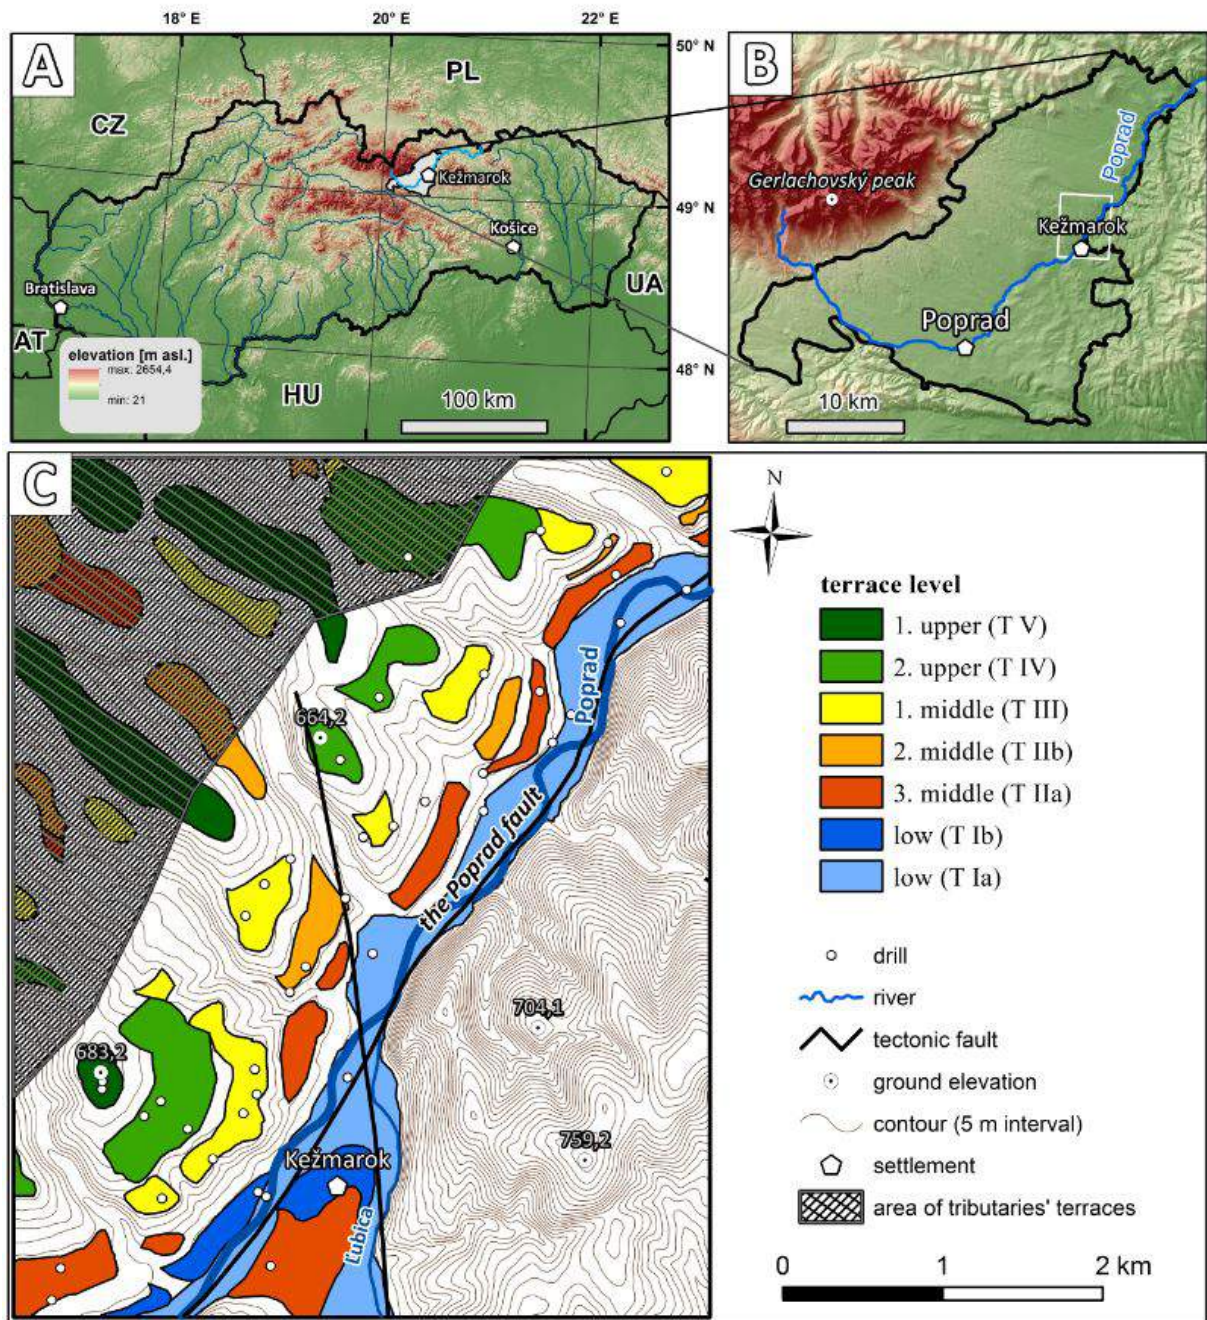 18° E
20° E
22° E
A
50° N
PL
CZ
Kežmarok
49° N
Košice
UA
Bratislava
AT
elevation [m asl.]
max: 2654,4
min: 21
HU
100 km
48° N
B
Gerlachovský peak
Poprad
Kežmarok
Poprad
10 km
C
664,2
Poprad
the Poprad fault
704,1
683,2
759,2
Kežmarok
Ľubica
N
terrace level
1. upper (T V)
2. upper (T IV)
1. middle (T III)
2. middle (T IIb)
3. middle (T IIa)
low (T Ib)
low (T Ia)
drill
river
tectonic fault
ground elevation
contour (5 m interval)
settlement
area of tributaries' terraces
0 1 2 km